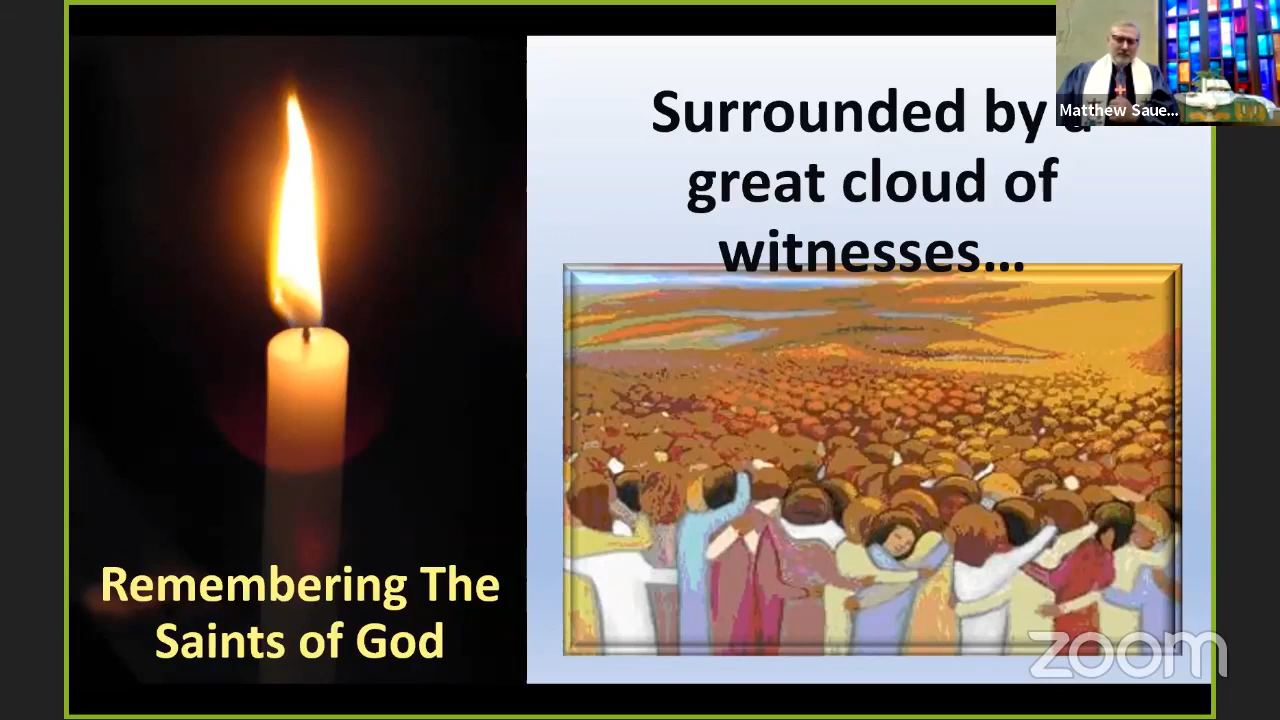 Surrounded by a
great cloud of
witnesses...
Remembering The
Saints of God
Matthew Saue...
zoom